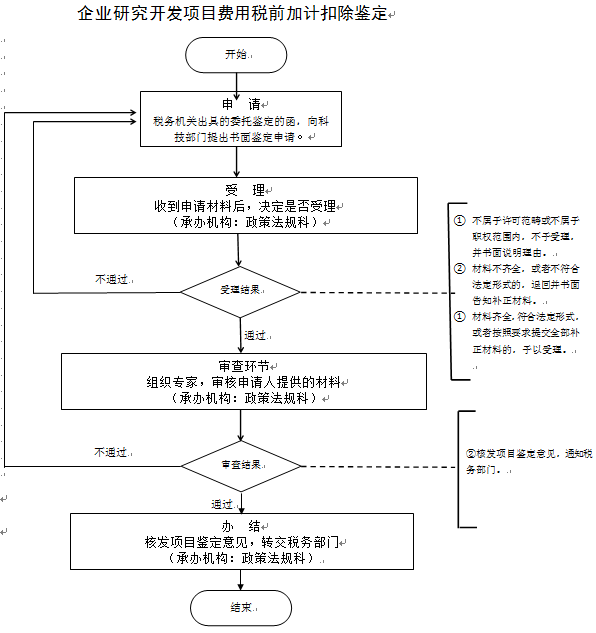 企业研究开发项目费用税前加计扣除鉴定
开始
申 请
税务机关出具的委托鉴定的函，向科
技部门提出书面鉴定申请。
受 理
收到申请材料后，决定是否受理
（承办机构：政策法规科）
不通过
受理结果
① 不属于许可范畴或不属于
职权范围内，不予受理，
并书面说明理由。
② 材料不齐全，或者不符合
法定形式的，退回并书面
告知补正材料。
① 材料齐全，符合法定形式，
或者按照要求提交全部补
正材料的，予以受理。
通过
审查环节
组织专家，审核申请人提供的材料
（承办机构：政策法规科）
不通过
审查结果
②核发项目鉴定意见，通知税
务部门。
通过
办 结
核发项目鉴定意见，转交税务部门
（承办机构：政策法规科）
结束